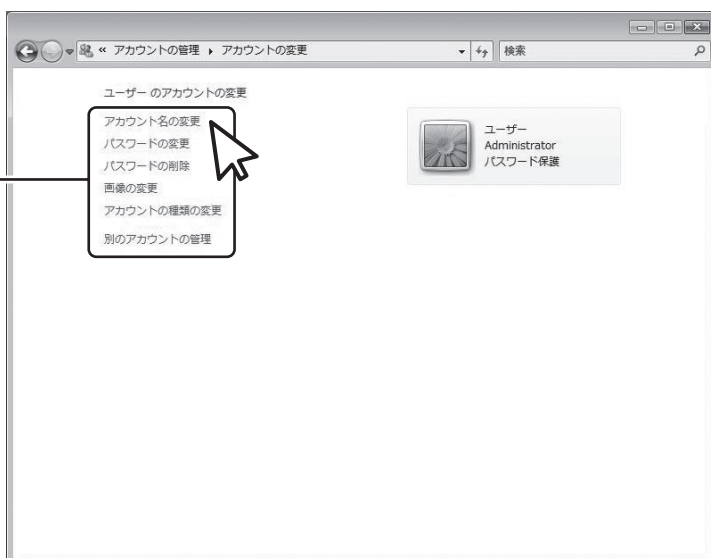 « アカウントの管理 ▸ アカウントの変更
検索
ユーザー のアカウントの変更
アカウント名の変更
パスワードの変更
パスワードの削除
画像の変更
アカウントの種類の変更
別のアカウントの管理
ユーザー
Administrator
パスワード保護